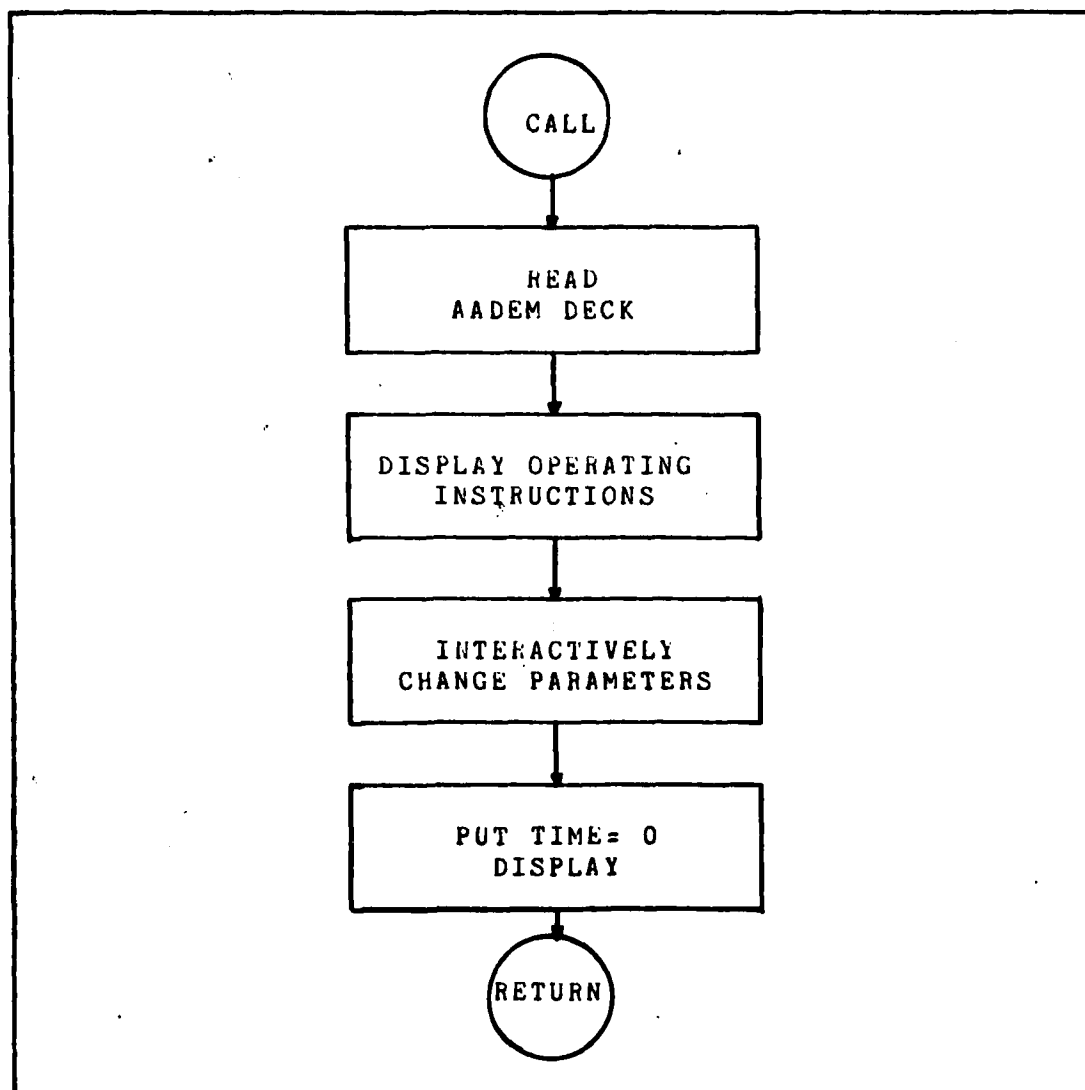 CALL
READ
AADEM DECK
DISPLAY OPERATING
INSTRUCTIONS
INTERACTIVELY
CHANGE PARAMETERS
PUT TIME= 0
DISPLAY
RETURN